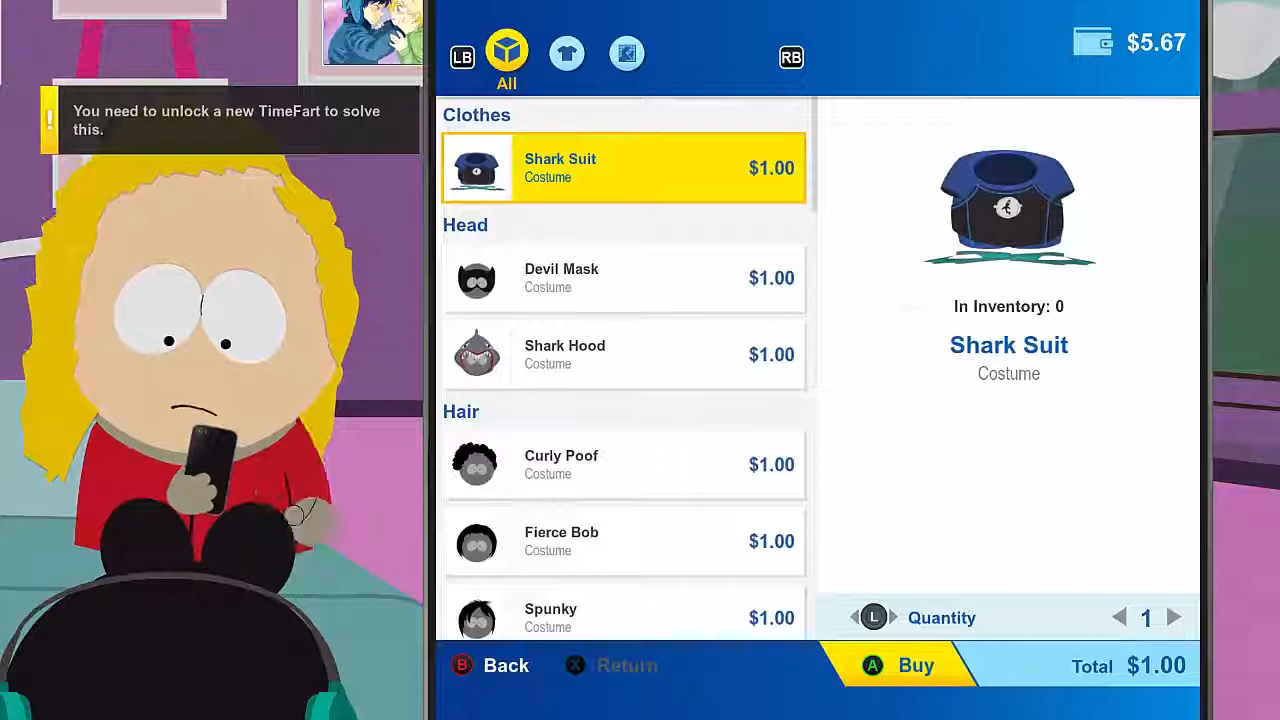 LB
All
RB
$5.67
You need to unlock a new TimeFart to solve
this.
!
Clothes
Shark Suit
Costume
$1.00
Head
Devil Mask
Costume
$1.00
Shark Hood
Costume
$1.00
Hair
Curly Poof
Costume
$1.00
Fierce Bob
Costume
$1.00
Spunky
Costume
$1.00
In Inventory: 0
Shark Suit
Costume
L Quantity 1
B Back X Return
A Buy
Total $1.00